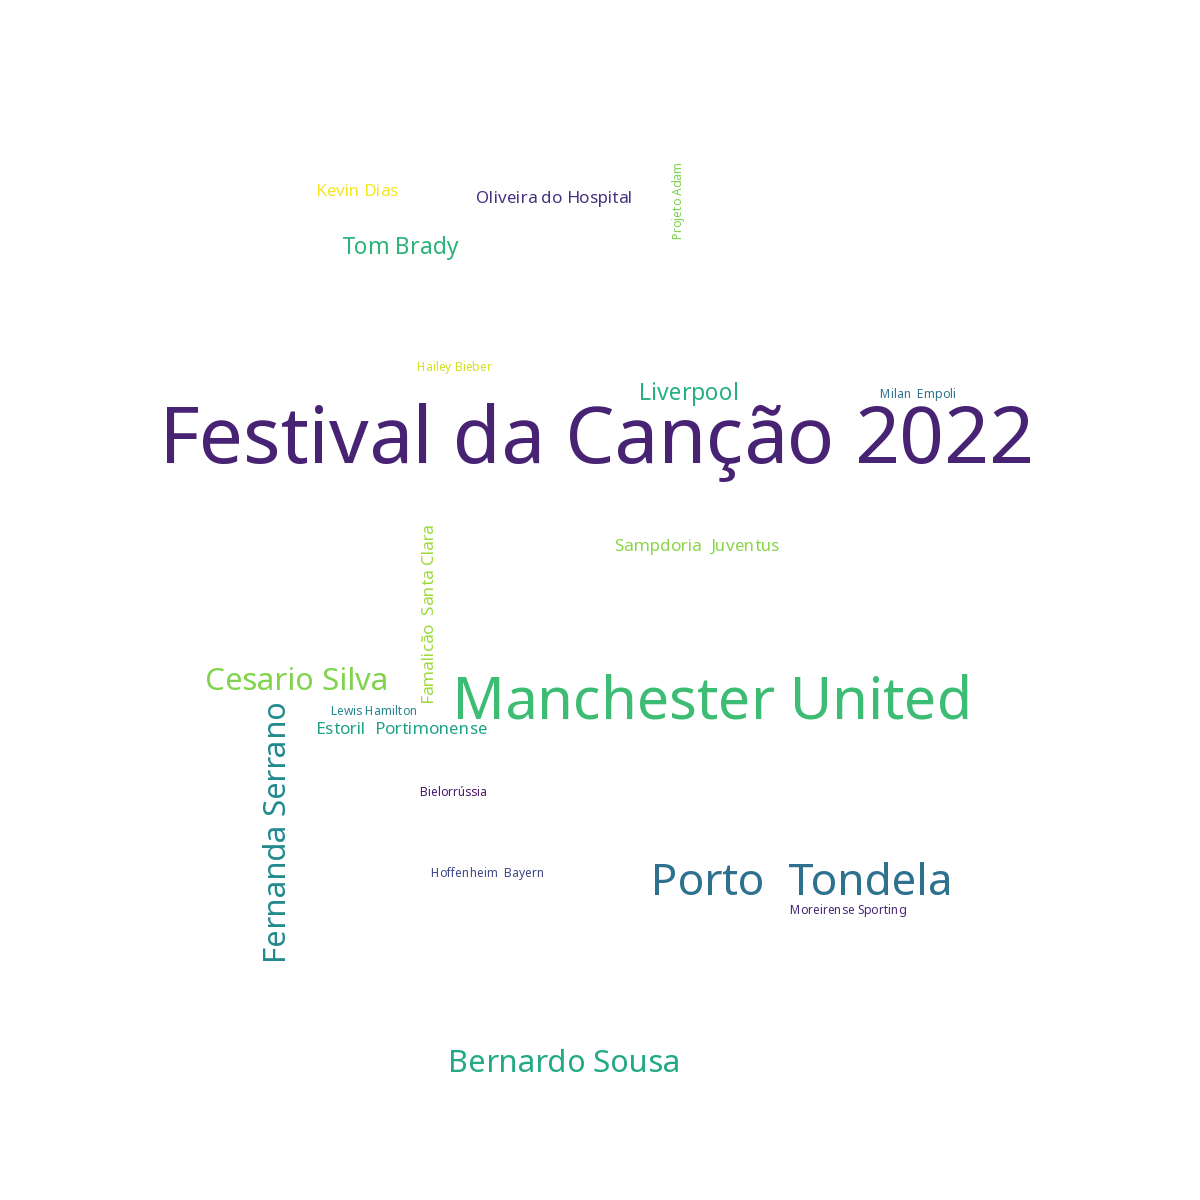 Projeto Adam
Kevin Dias
Oliveira do Hospital
Tom Brady
Hailey Bieber
Liverpool
Milan Empoli
Festival da Canção 2022
Famalicão Santa Clara
Sampdoria Juventus
Cesario Silva
Manchester United
Lewis Hamilton
Estoril Portimonense
Fernanda Serrano
Bielorrússia
Hoffenheim Bayern
Porto Tondela
Moreirense Sporting
Bernardo Sousa